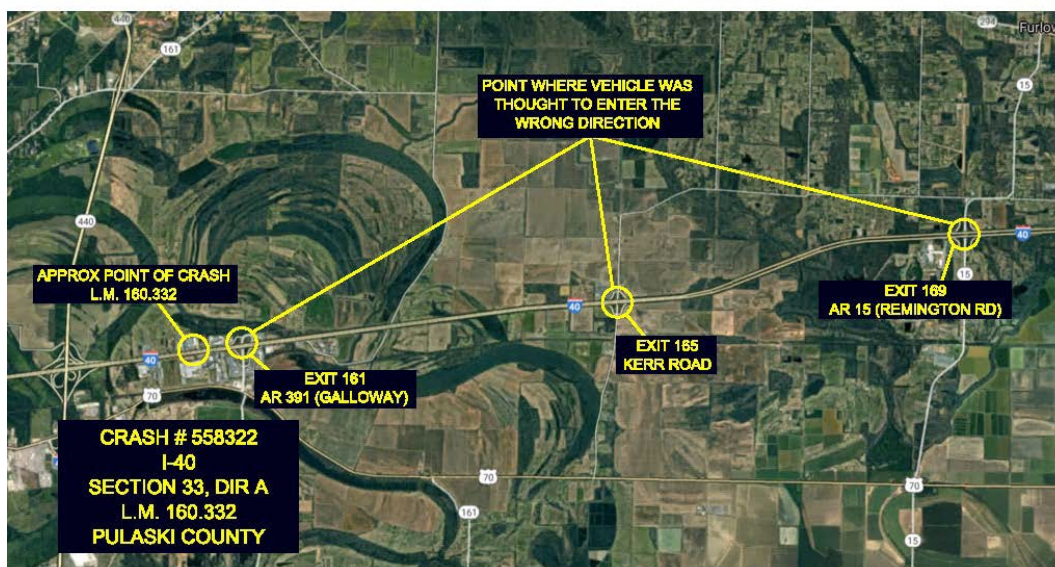 440
161
294
Furlow
15
POINT WHERE VEHICLE WAS
THOUGHT TO ENTER THE
WRONG DIRECTION
440
40
APPROX POINT OF CRASH
L.M. 160.332
15
EXIT 169
AR 15 (REMINGTON RD)
40
EXIT 165
KERR ROAD
40
70
EXIT 161
AR 391 (GALLOWAY)
CRASH # 558322
I-40
SECTION 33, DIR A
L.M. 160.332
PULASKI COUNTY
70
70
161
15